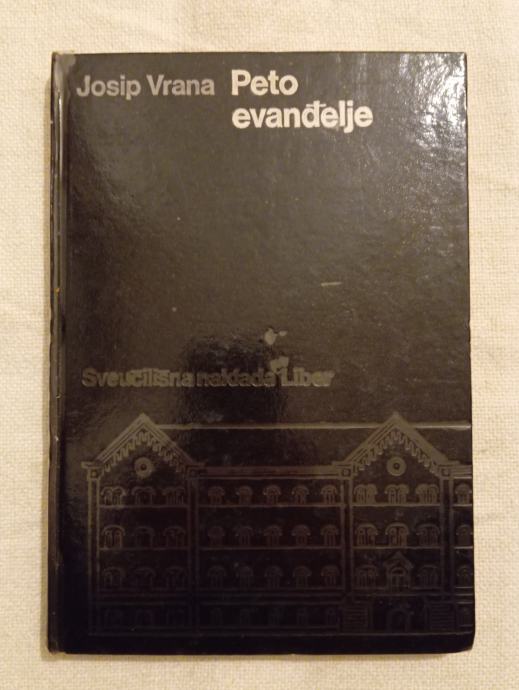 Josip Vrana Peto
evanđelje
Sveučilišna naklada Liber